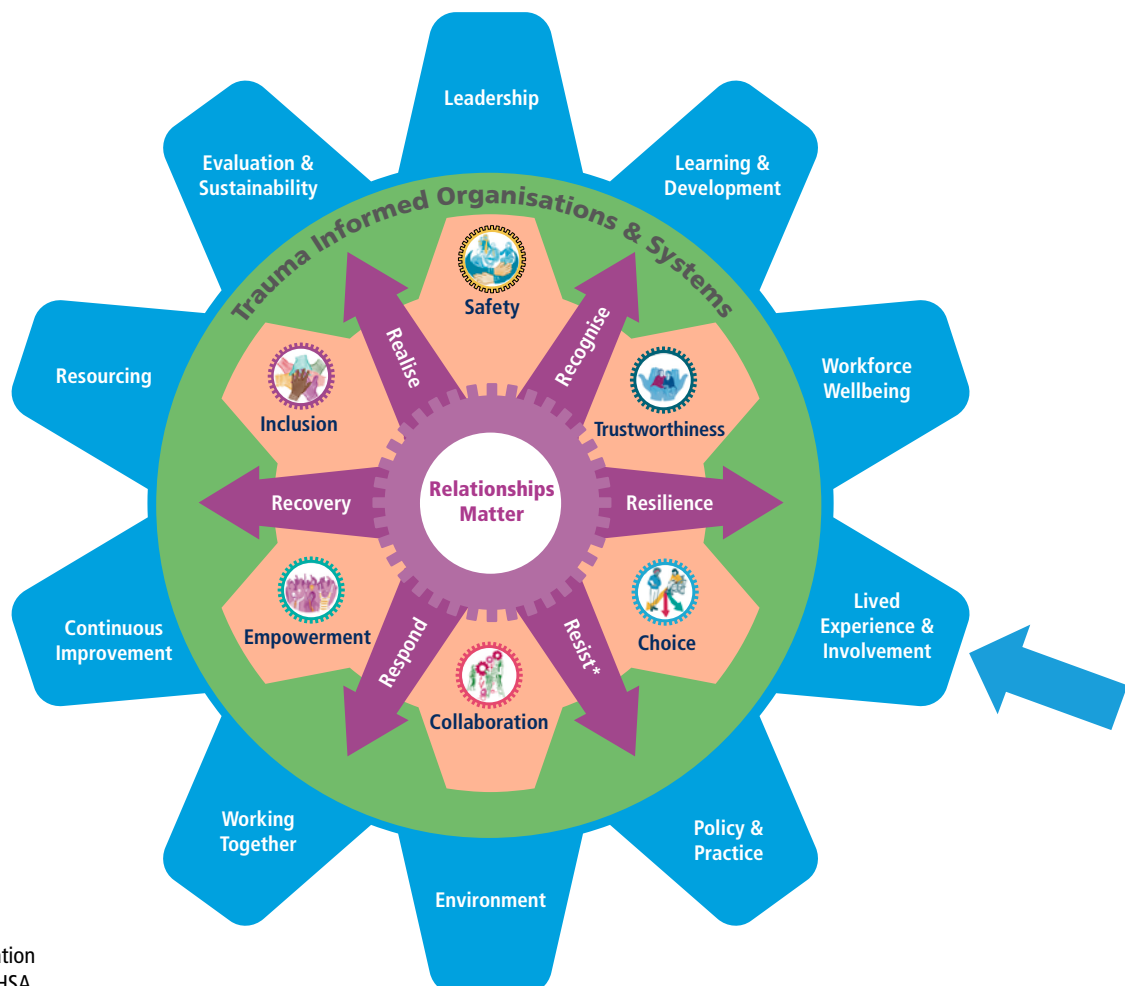 Leadership
Evaluation &
Sustainability
Learning &
Development
Trauma Informed Organisations & Systems
Safety
Realise
Recognise
Resourcing
Workforce
Wellbeing
Inclusion
Trustworthiness
Relationships
Matter
Recovery
Resilience
Empowerment
Choice
Respond
Resist*
Collaboration
Continuous
Improvement
Lived
Experience &
Involvement
Working
Together
Policy &
Practice
Environment